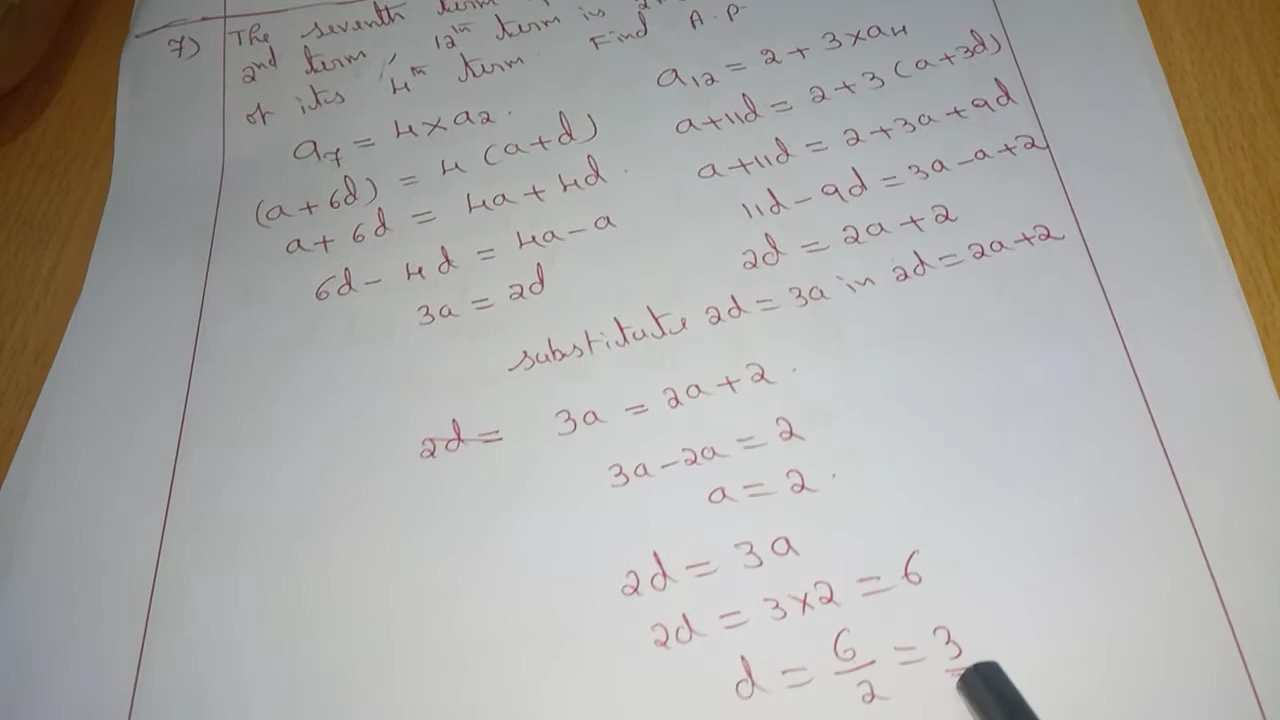 7) The seventh term
2nd term, 12th term is 2
of its 4th term. Find A.P
a7 = 4 × a2.
(a + 6d) = 4 (a + d)
a + 6d = 4a + 4d.
6d - 4d = 4a - a
3a = 2d
a12 = 2 + 3 × a4
a + 11d = 2 + 3 (a + 3d)
a + 11d = 2 + 3a + 9d
11d - 9d = 3a - a + 2
2d = 2a + 2
substitute 2d = 3a in 2d = 2a + 2
2d = 3a = 2a + 2.
3a - 2a = 2
a = 2.
2d = 3a
2d = 3 × 2 = 6
d = 6/2 = 3